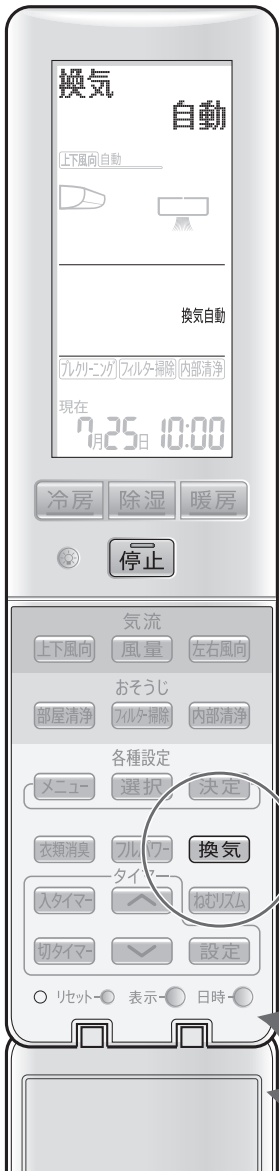 換気
自動
上下風向 自動
換気自動
プレクリーニング フィルター掃除 内部清浄
現在
7月25日 10:00
冷房 除湿 暖房
停止
気流
上下風向 風量 左右風向
おそうじ
部屋清浄 フィルター掃除 内部清浄
各種設定
メニュー 選択 決定
衣類消臭 フルパワー 換気
タイマー
入タイマー ねむリズム
切タイマー 設定
リセット 表示 日時